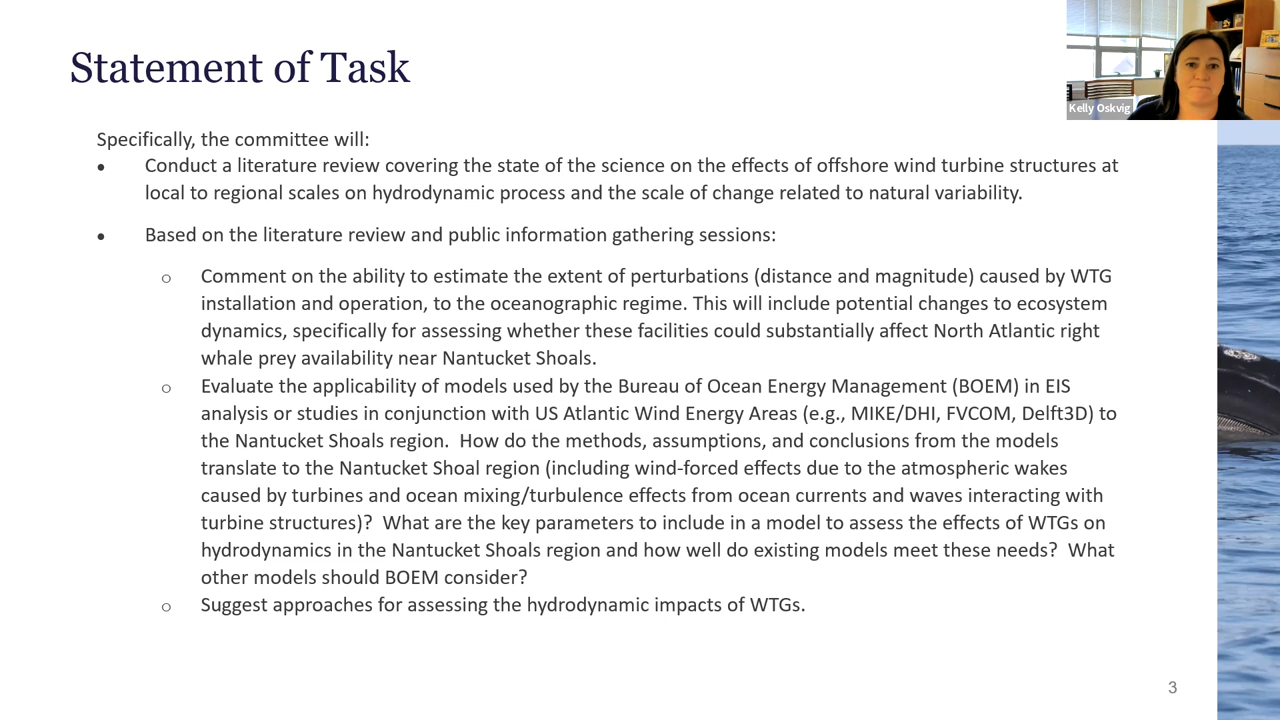 Statement of Task
Kelly Oskvig
Specifically, the committee will:
• Conduct a literature review covering the state of the science on the effects of offshore wind turbine structures at
local to regional scales on hydrodynamic process and the scale of change related to natural variability.
• Based on the literature review and public information gathering sessions:
o Comment on the ability to estimate the extent of perturbations (distance and magnitude) caused by WTG
installation and operation, to the oceanographic regime. This will include potential changes to ecosystem
dynamics, specifically for assessing whether these facilities could substantially affect North Atlantic right
whale prey availability near Nantucket Shoals.
o Evaluate the applicability of models used by the Bureau of Ocean Energy Management (BOEM) in EIS
analysis or studies in conjunction with US Atlantic Wind Energy Areas (e.g., MIKE/DHI, FVCOM, Delft3D) to
the Nantucket Shoals region.  How do the methods, assumptions, and conclusions from the models
translate to the Nantucket Shoal region (including wind-forced effects due to the atmospheric wakes
caused by turbines and ocean mixing/turbulence effects from ocean currents and waves interacting with
turbine structures)?  What are the key parameters to include in a model to assess the effects of WTGs on
hydrodynamics in the Nantucket Shoals region and how well do existing models meet these needs?  What
other models should BOEM consider?
o Suggest approaches for assessing the hydrodynamic impacts of WTGs.
3